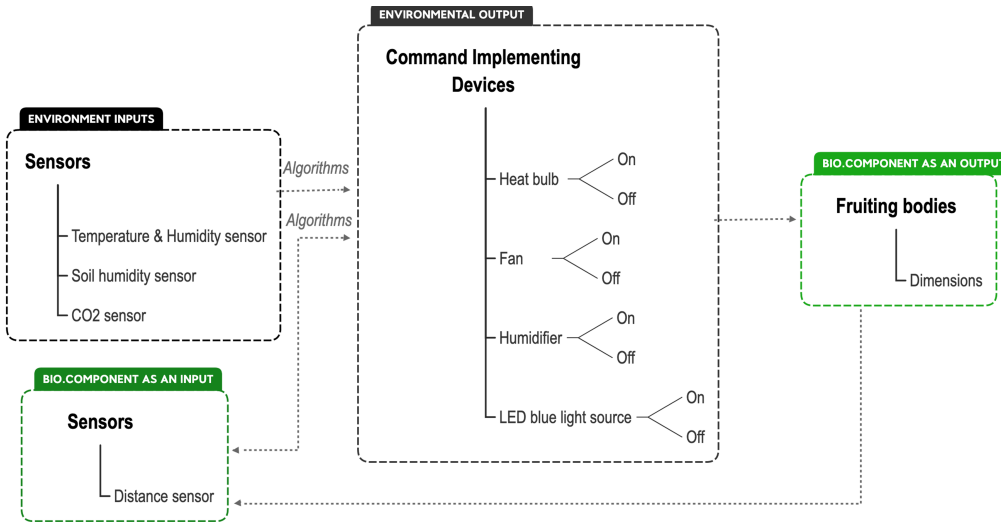 ENVIRONMENTAL OUTPUT
Command Implementing
Devices
Heat bulb
On
Off
Fan
On
Off
Humidifier
On
Off
LED blue light source
On
Off
ENVIRONMENT INPUTS
Sensors
Temperature & Humidity sensor
Soil humidity sensor
CO2 sensor
Algorithms
Algorithms
BIO.COMPONENT AS AN INPUT
Sensors
Distance sensor
BIO.COMPONENT AS AN OUTPUT
Fruiting bodies
Dimensions